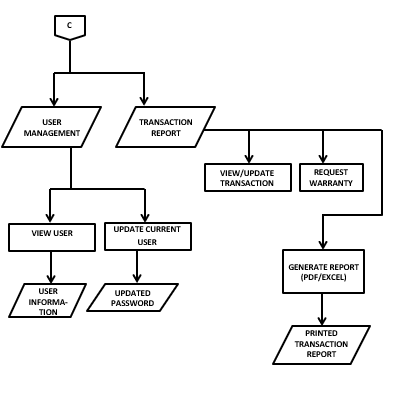 C
USER
MANAGEMENT
TRANSACTION
REPORT
VIEW/UPDATE
TRANSACTION
REQUEST
WARRANTY
VIEW USER
UPDATE CURRENT
USER
GENERATE REPORT
(PDF/EXCEL)
USER
INFORMA-
TION
UPDATED
PASSWORD
PRINTED
TRANSACTION
REPORT